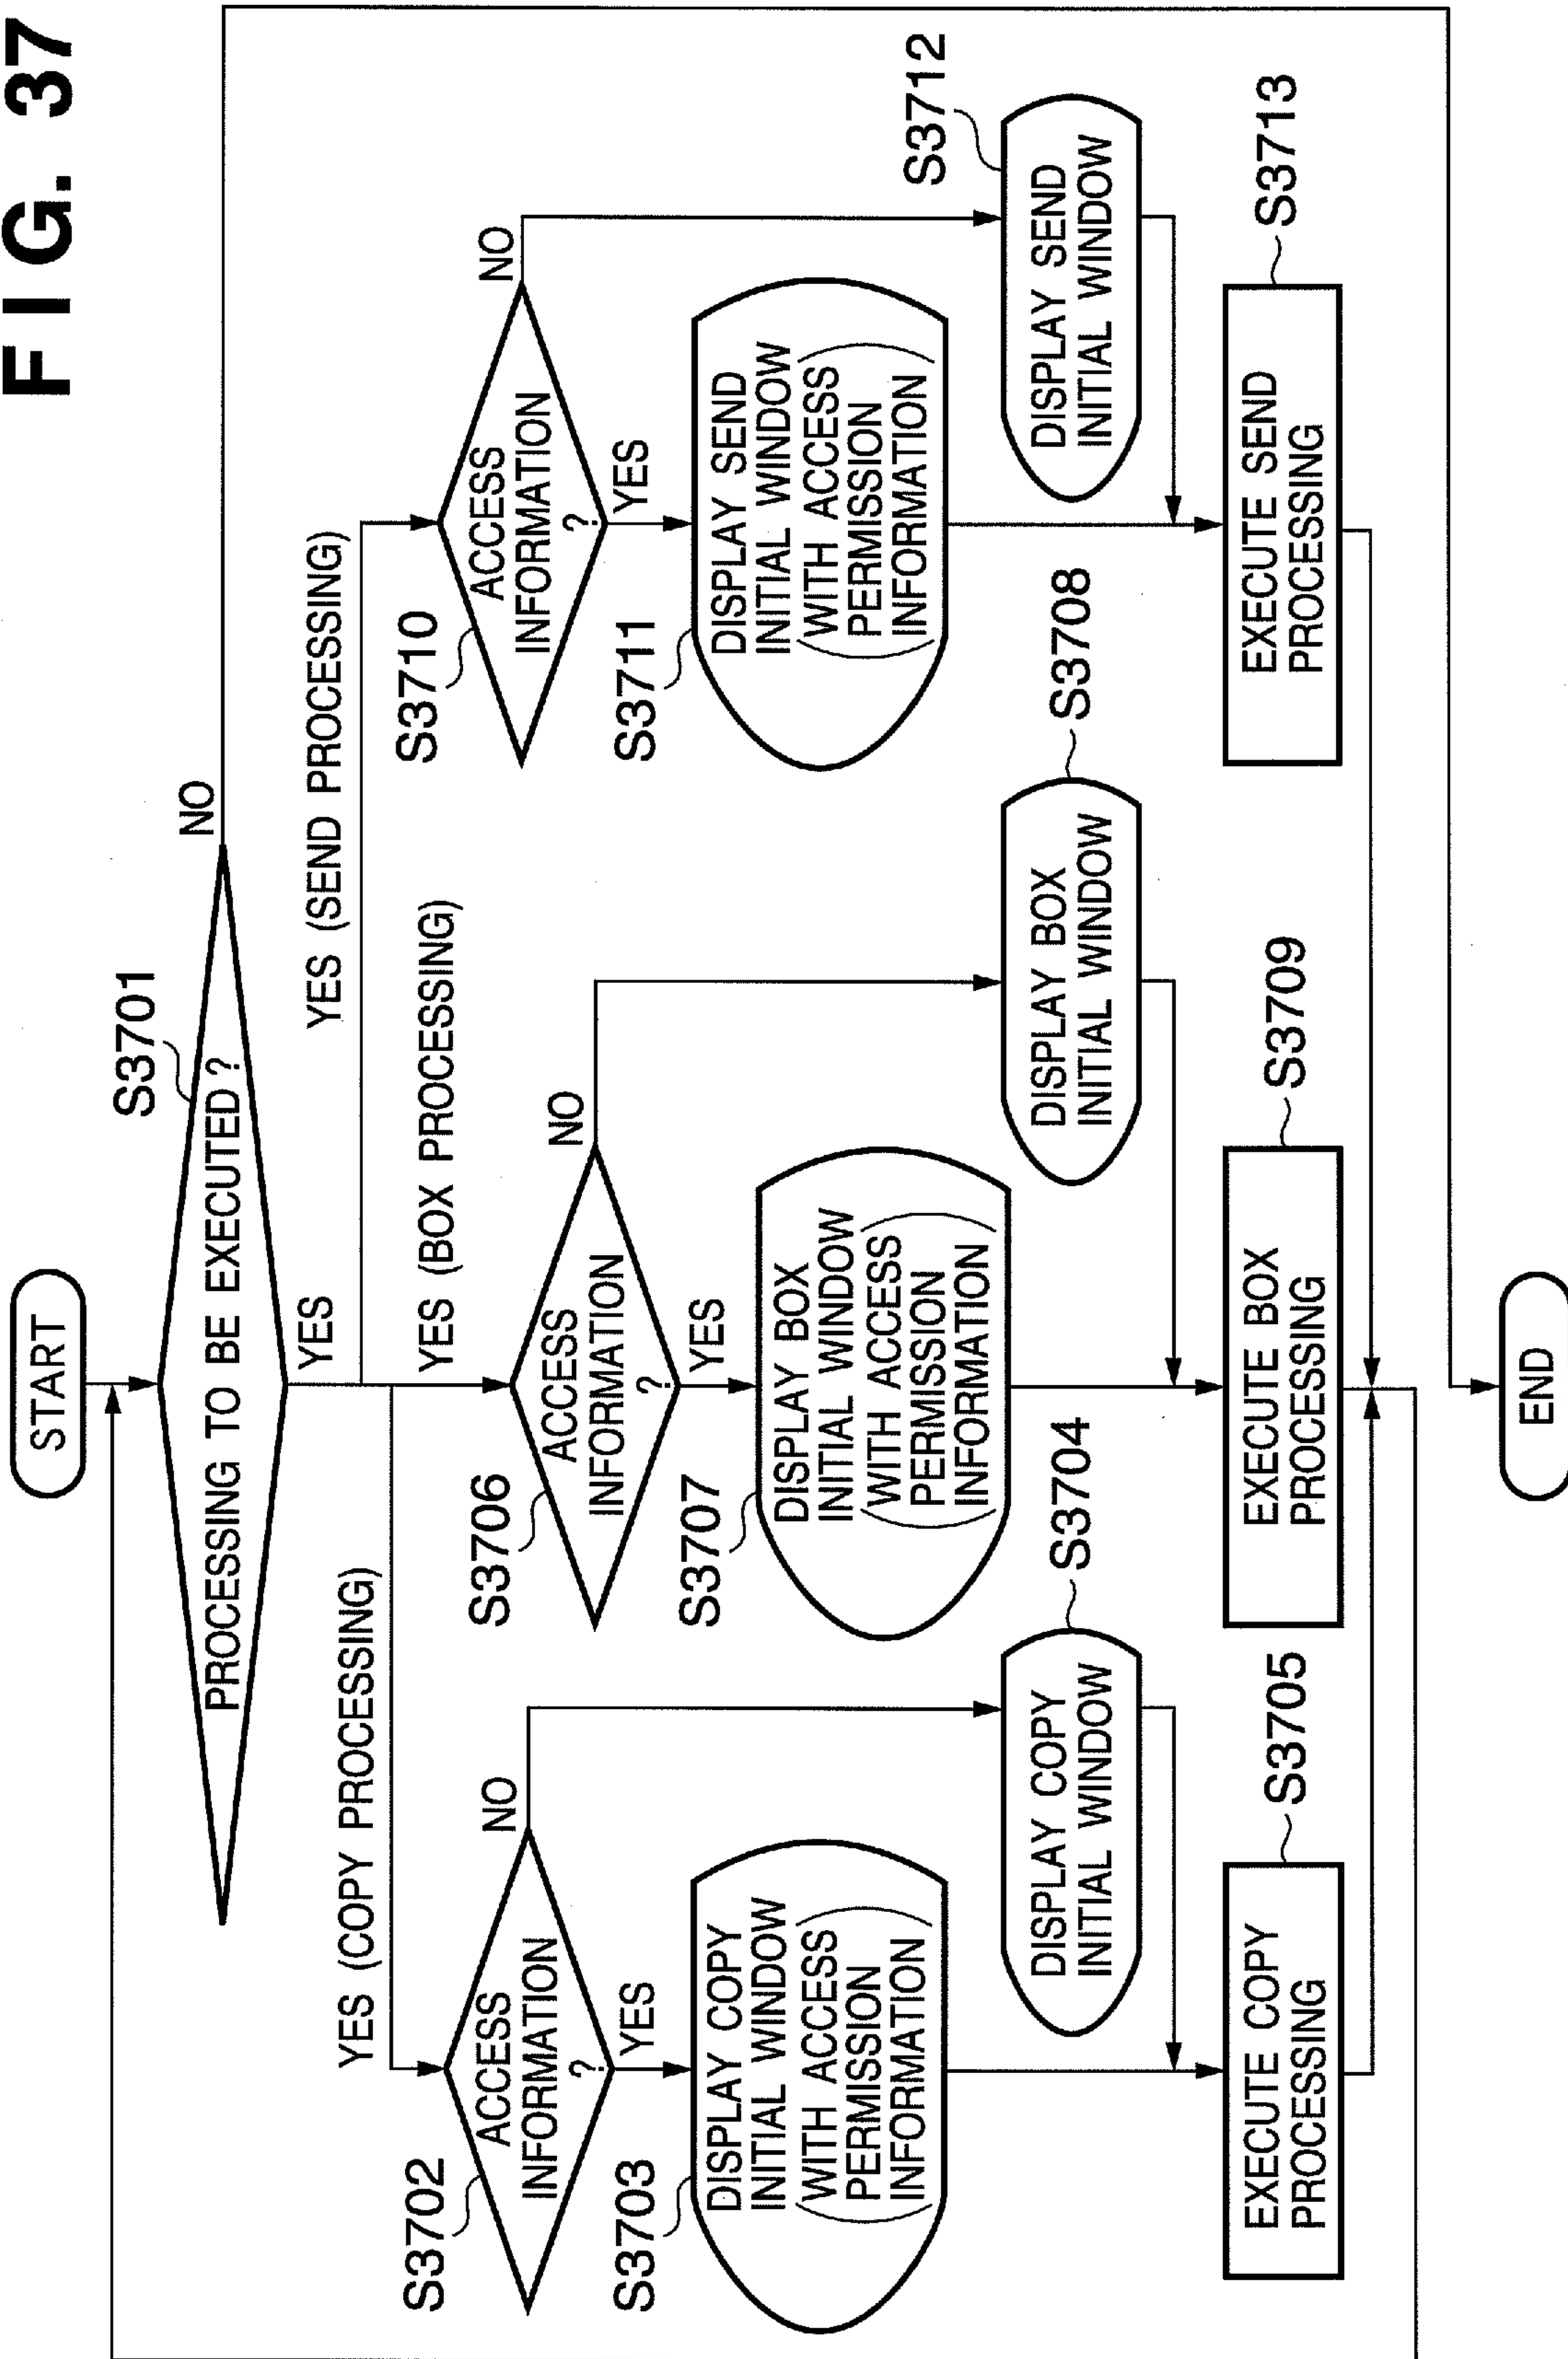 FIG. 37
START
S3701
PROCESSING TO BE EXECUTED?
NO
YES
YES (COPY PROCESSING)
YES (BOX PROCESSING)
YES (SEND PROCESSING)
S3702
ACCESS
INFORMATION
?
NO
YES
S3703
DISPLAY COPY
INITIAL WINDOW
(WITH ACCESS
PERMISSION
INFORMATION)
S3704
DISPLAY COPY
INITIAL WINDOW
S3705
EXECUTE COPY
PROCESSING
S3706
ACCESS
INFORMATION
?
NO
YES
S3707
DISPLAY BOX
INITIAL WINDOW
(WITH ACCESS
PERMISSION
INFORMATION)
S3708
DISPLAY BOX
INITIAL WINDOW
S3709
EXECUTE BOX
PROCESSING
S3710
ACCESS
INFORMATION
?
NO
YES
S3711
DISPLAY SEND
INITIAL WINDOW
(WITH ACCESS
PERMISSION
INFORMATION)
S3712
DISPLAY SEND
INITIAL WINDOW
S3713
EXECUTE SEND
PROCESSING
END